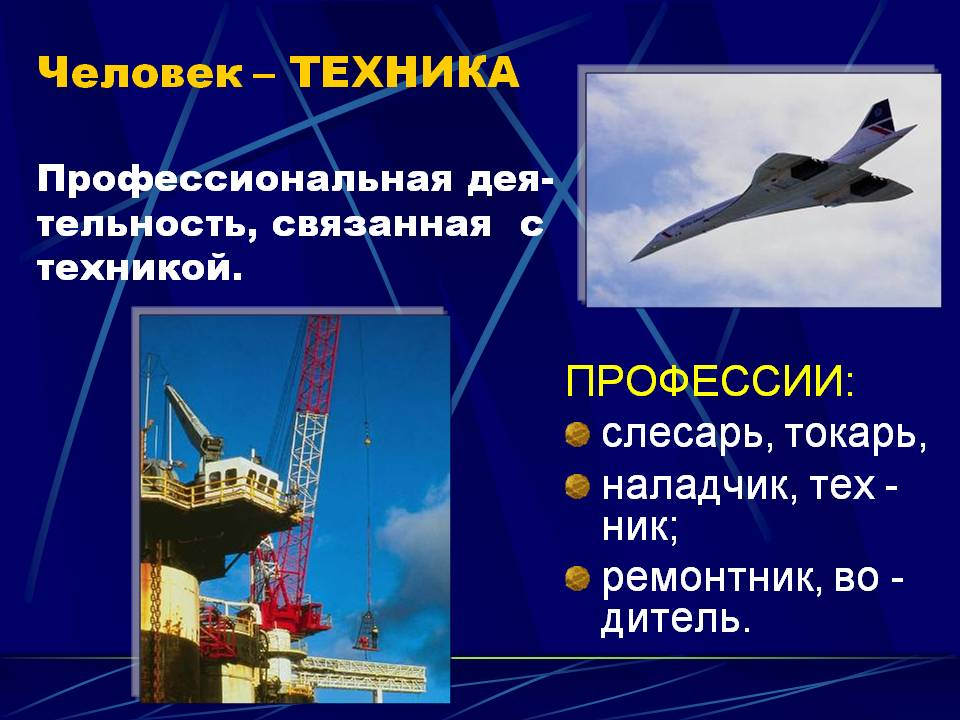 Человек – ТЕХНИКА
Профессиональная дея-
тельность, связанная с
техникой.
ПРОФЕССИИ:
слесарь, токарь,
наладчик, тех -
ник;
ремонтник, во -
дитель.